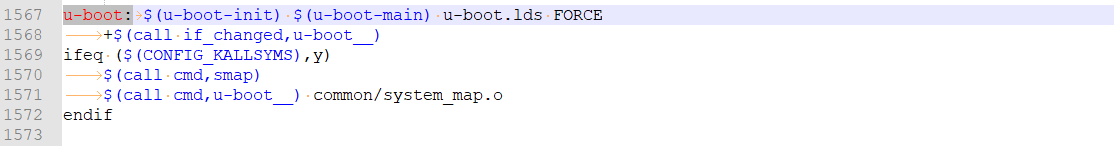 1567 u-boot: $(u-boot-init) $(u-boot-main) u-boot.lds FORCE
1568 	+$(call if_changed,u-boot__)
1569 ifeq ($(CONFIG_KALLSYMS),y)
1570 	$(call cmd,smap)
1571 	$(call cmd,u-boot__) common/system_map.o
1572 endif
1573